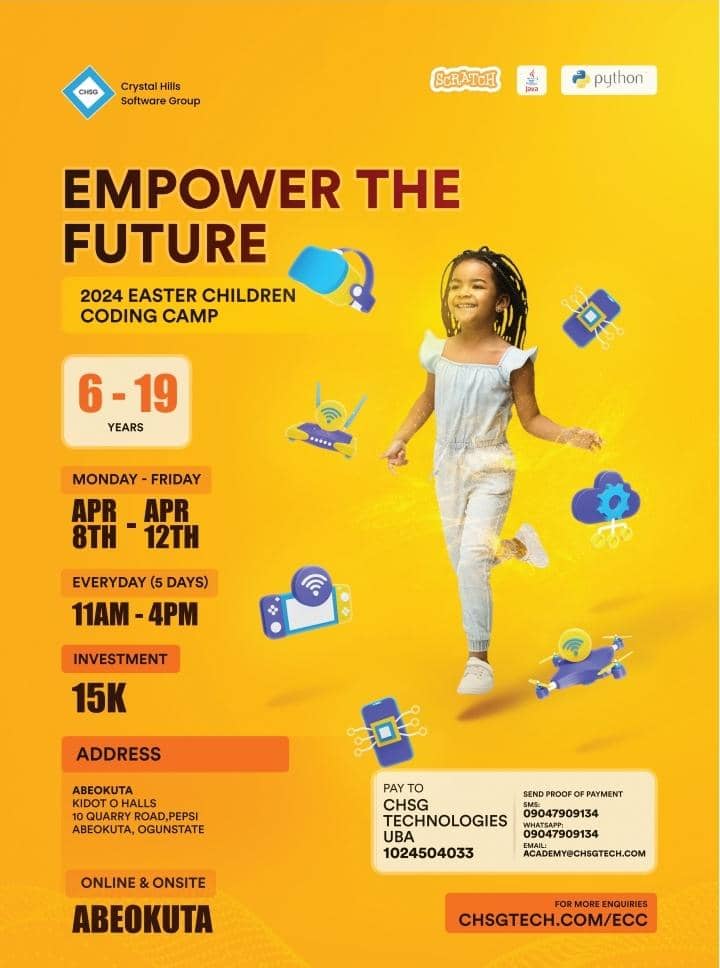 CHSG
Crystal Hills
Software Group
SCRATCH
Java
python
EMPOWER THE
FUTURE
2024 EASTER CHILDREN
CODING CAMP
6 - 19
YEARS
MONDAY - FRIDAY
APR 8TH - APR 12TH
EVERYDAY (5 DAYS)
11AM - 4PM
INVESTMENT
15K
ADDRESS
ABEOKUTA
KIDOT O HALLS
10 QUARRY ROAD,PEPSI
ABEOKUTA, OGUNSTATE
ONLINE & ONSITE
ABEOKUTA
PAY TO
CHSG
TECHNOLOGIES
UBA
1024504033
SEND PROOF OF PAYMENT
SMS:
09047909134
WHATSAPP:
09047909134
EMAIL:
ACADEMY@CHSGTECH.COM
FOR MORE ENQUIRIES
CHSGTECH.COM/ECC